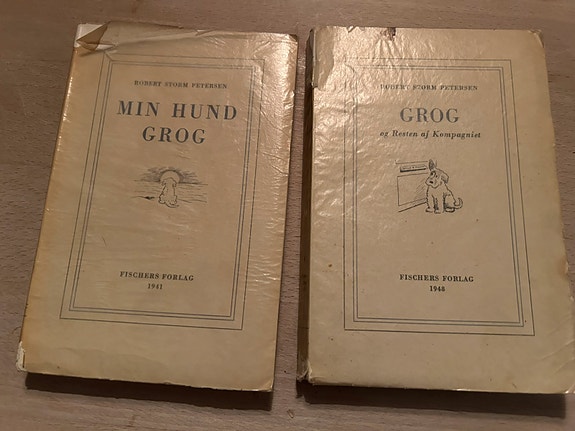 ROBERT STORM PETERSEN
MIN HUND
GROG
FISCHERS FORLAG
1941
ROBERT STORM PETERSEN
GROG
og Resten af Kompagniet
FISCHERS FORLAG
1948